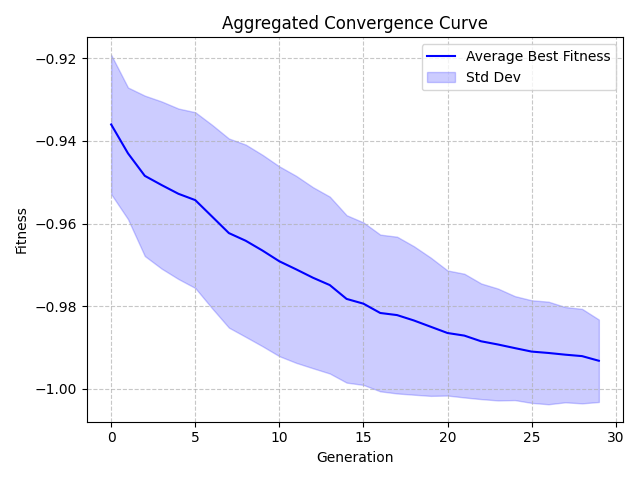 Aggregated Convergence Curve
Average Best Fitness
Std Dev
Fitness
−0.92
−0.94
−0.96
−0.98
−1.00
0 5 10 15 20 25 30
Generation